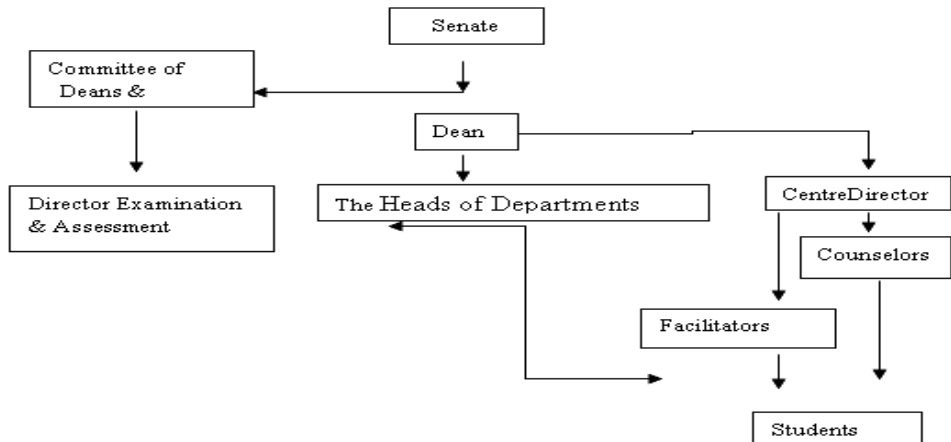 Senate
Committee of
Deans &
Dean
Director Examination
& Assessment
The Heads of Departments
CentreDirector
Counselors
Facilitators
Students